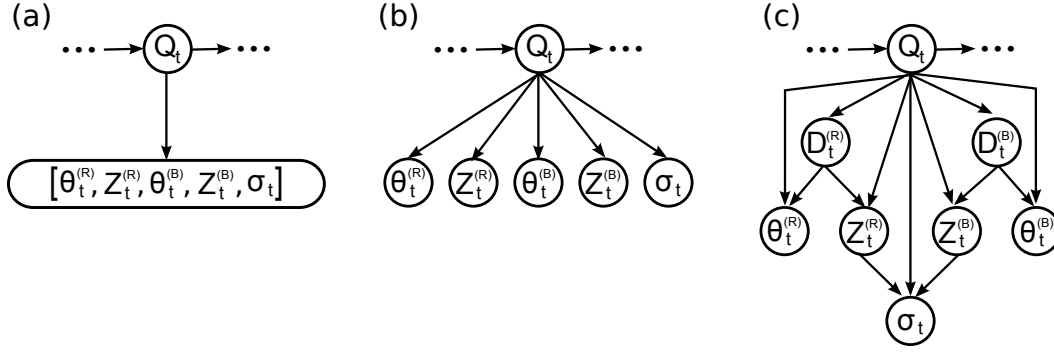 (a) (b) (c)
••• Q_t ••• ••• Q_t ••• ••• Q_t •••
D_t^(R) D_t^(B)
[θ_t^(R), Z_t^(R), θ_t^(B), Z_t^(B), σ_t] θ_t^(R) Z_t^(R) θ_t^(B) Z_t^(B) σ_t
θ_t^(R) Z_t^(R) Z_t^(B) θ_t^(B)
σ_t